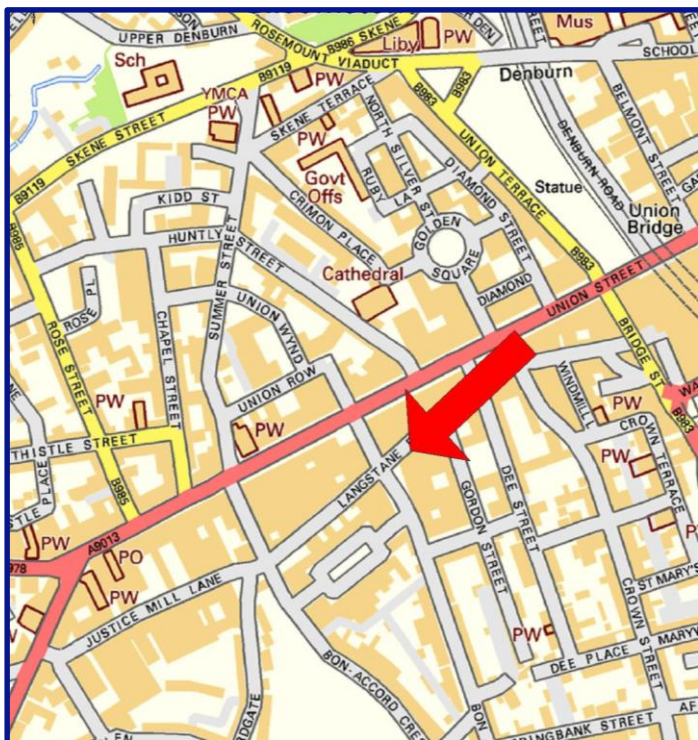 UPPER DENBURN
B986 SKENE
ROSEMOUNT VIADUCT
Liby
PW
Mus
SCHOOL
Denburn
Sch
B9119
PW
YMCA
PW
SKENE TERRACE
B983
B983
BELMONT STREET
B9119 SKENE STREET
PW
NORTH SILVER ST
UNION TERRACE
DENBURN ROAD
Govt
Offs
RUBY LA
DIAMOND STREET
Statue
KIDD ST
CRIMON PLACE
GOLDEN
SQUARE
Union
Bridge
B986
HUNTLY STREET
Cathedral
B983
UNION STREET
ROSE PL
SUMMER STREET
UNION WYND
DIAMOND
ROSE STREET
CHAPEL STREET
BRIDGE ST
UNION ROW
WINDMILL
PW
B983
PW
THISTLE STREET
PW
CROWN TERRACE
PW
LANGSTANE
GORDON STREET
DEE STREET
B985
PW
A9013
PO
978
PW
JUSTICE MILL LANE
ST MARY'S
CROWN STREET
PW
DEE PLACE
MARYW
BON-ACCORD CRE
BON